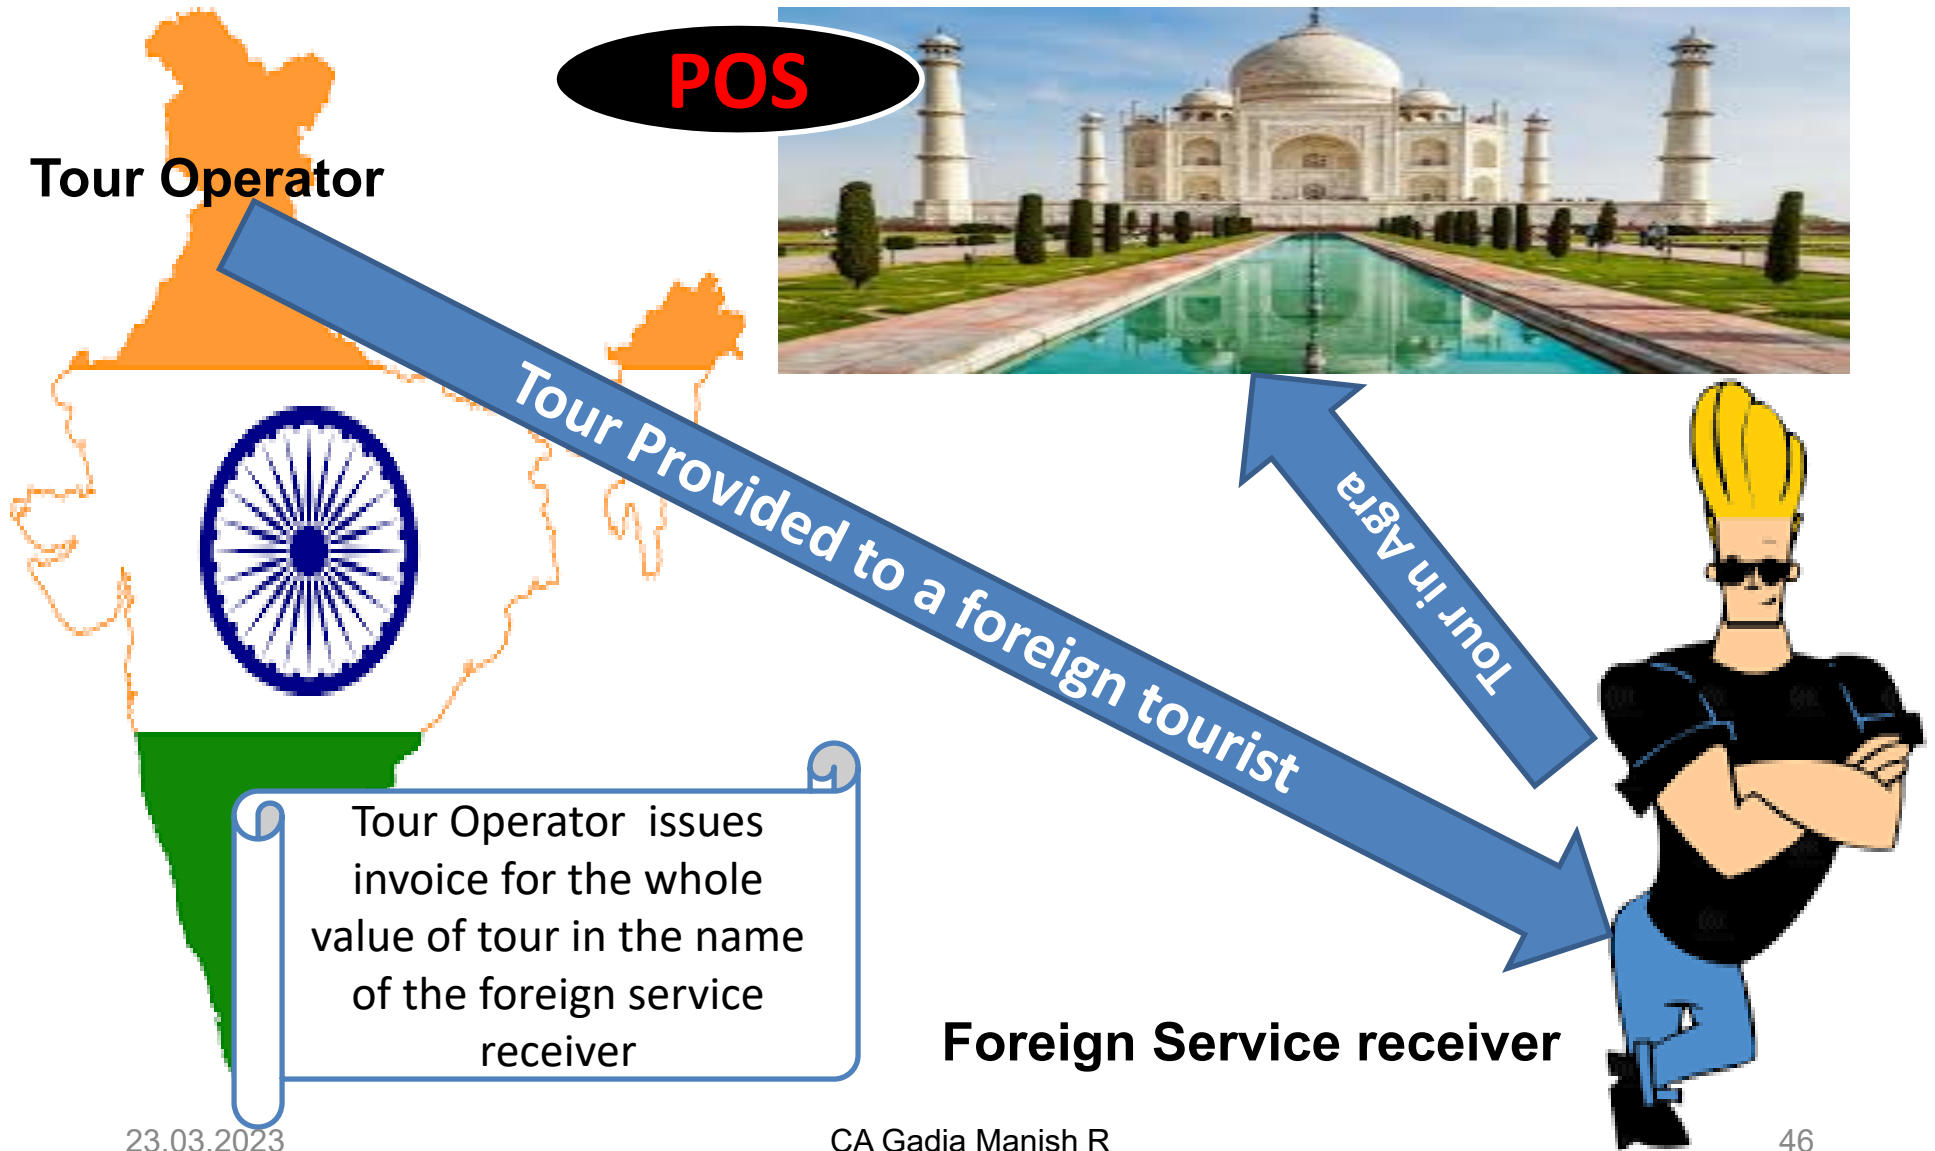 POS
Tour Operator
Tour Provided to a foreign tourist
Tour in Agra
Tour Operator issues
invoice for the whole
value of tour in the name
of the foreign service
receiver
Foreign Service receiver
23.03.2023
CA Gadia Manish R
46